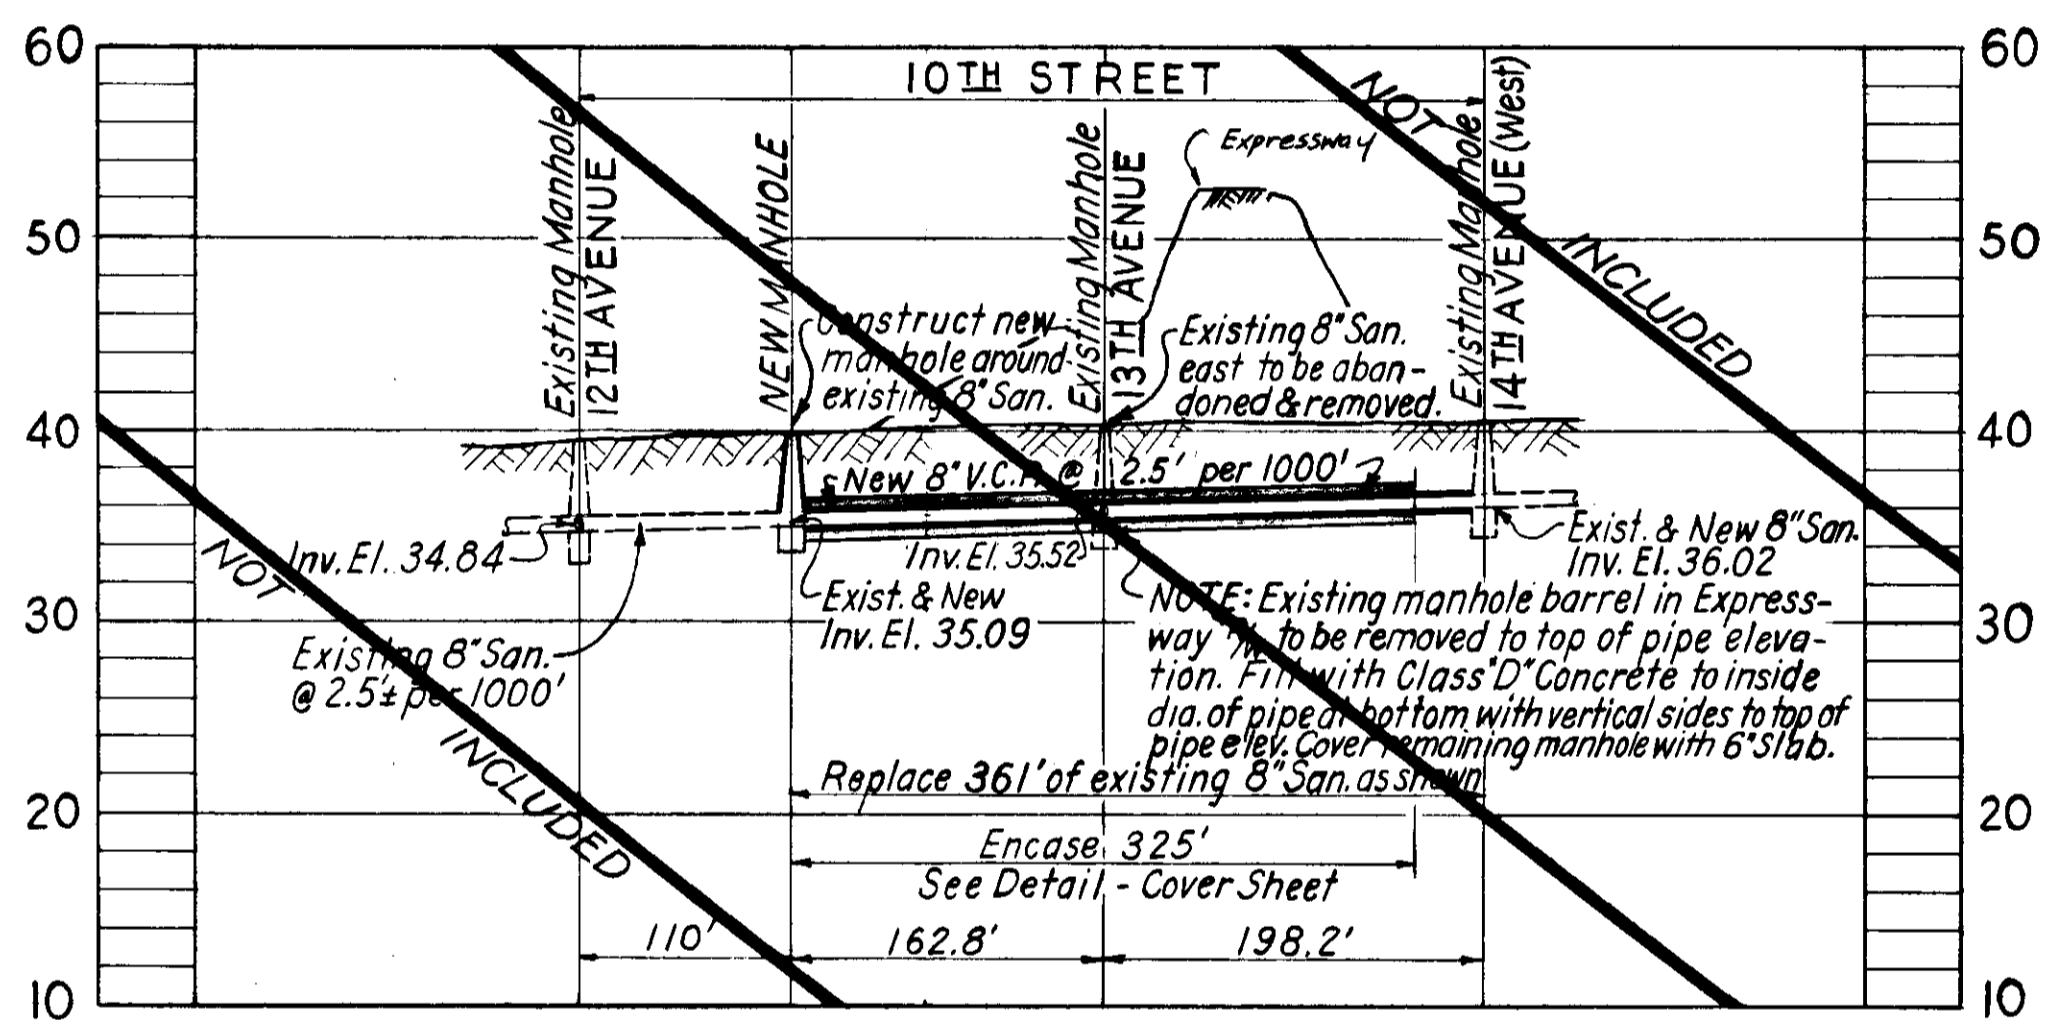 60
50
40
30
20
10
60
50
40
30
20
10
10TH STREET
Existing Manhole
12TH AVENUE
NEW MANHOLE
Existing Manhole
13TH AVENUE
Expressway
Existing Manhole
14TH AVENUE (West)
NOT INCLUDED
Construct new
manhole around
existing 8" San.
Existing 8" San.
east to be aban-
doned & removed.
New 8" V.C.P. @ 2.5' per 1000'
Inv. El. 34.84
Inv. El. 35.52
Exist. & New 8" San.
Inv. El. 36.02
Exist. & New
Inv. El. 35.09
NOT INCLUDED
Existing 8" San.
@ 2.5'± per 1000'
NOTE: Existing manhole barrel in Express-
way to be removed to top of pipe eleva-
tion. Fill with Class "D" Concrete to inside
dia. of pipe at bottom with vertical sides to top of
pipe elev. Cover remaining manhole with 6" Slab.
Replace 361' of existing 8" San. as shown
Encase 325'
See Detail - Cover Sheet
110'
162.8'
198.2'